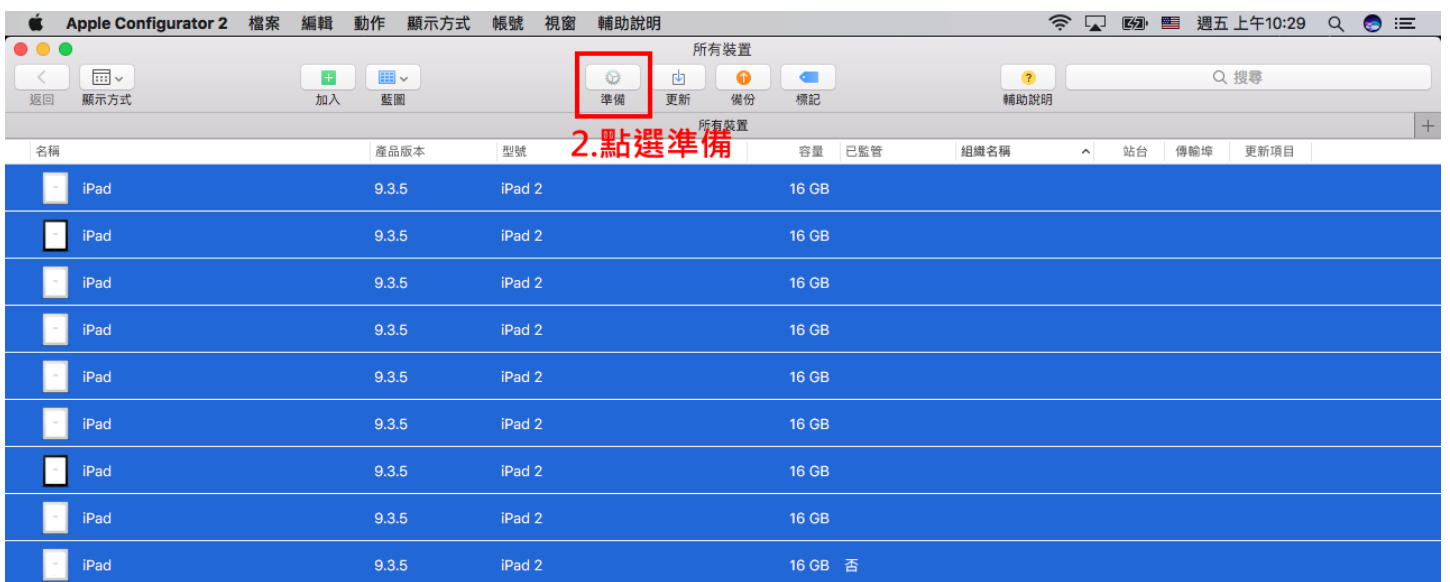 Apple Configurator 2 檔案 編輯 動作 顯示方式 帳號 視窗 輔助說明 週五 上午10:29
所有裝置
返回 顯示方式 加入 藍圖 準備 更新 備份 標記 輔助說明 搜尋
所有裝置
2.點選準備
名稱 產品版本 型號 容量 已監管 組織名稱 站台 傳輸埠 更新項目
iPad 9.3.5 iPad 2 16 GB
iPad 9.3.5 iPad 2 16 GB
iPad 9.3.5 iPad 2 16 GB
iPad 9.3.5 iPad 2 16 GB
iPad 9.3.5 iPad 2 16 GB
iPad 9.3.5 iPad 2 16 GB
iPad 9.3.5 iPad 2 16 GB
iPad 9.3.5 iPad 2 16 GB
iPad 9.3.5 iPad 2 16 GB 否